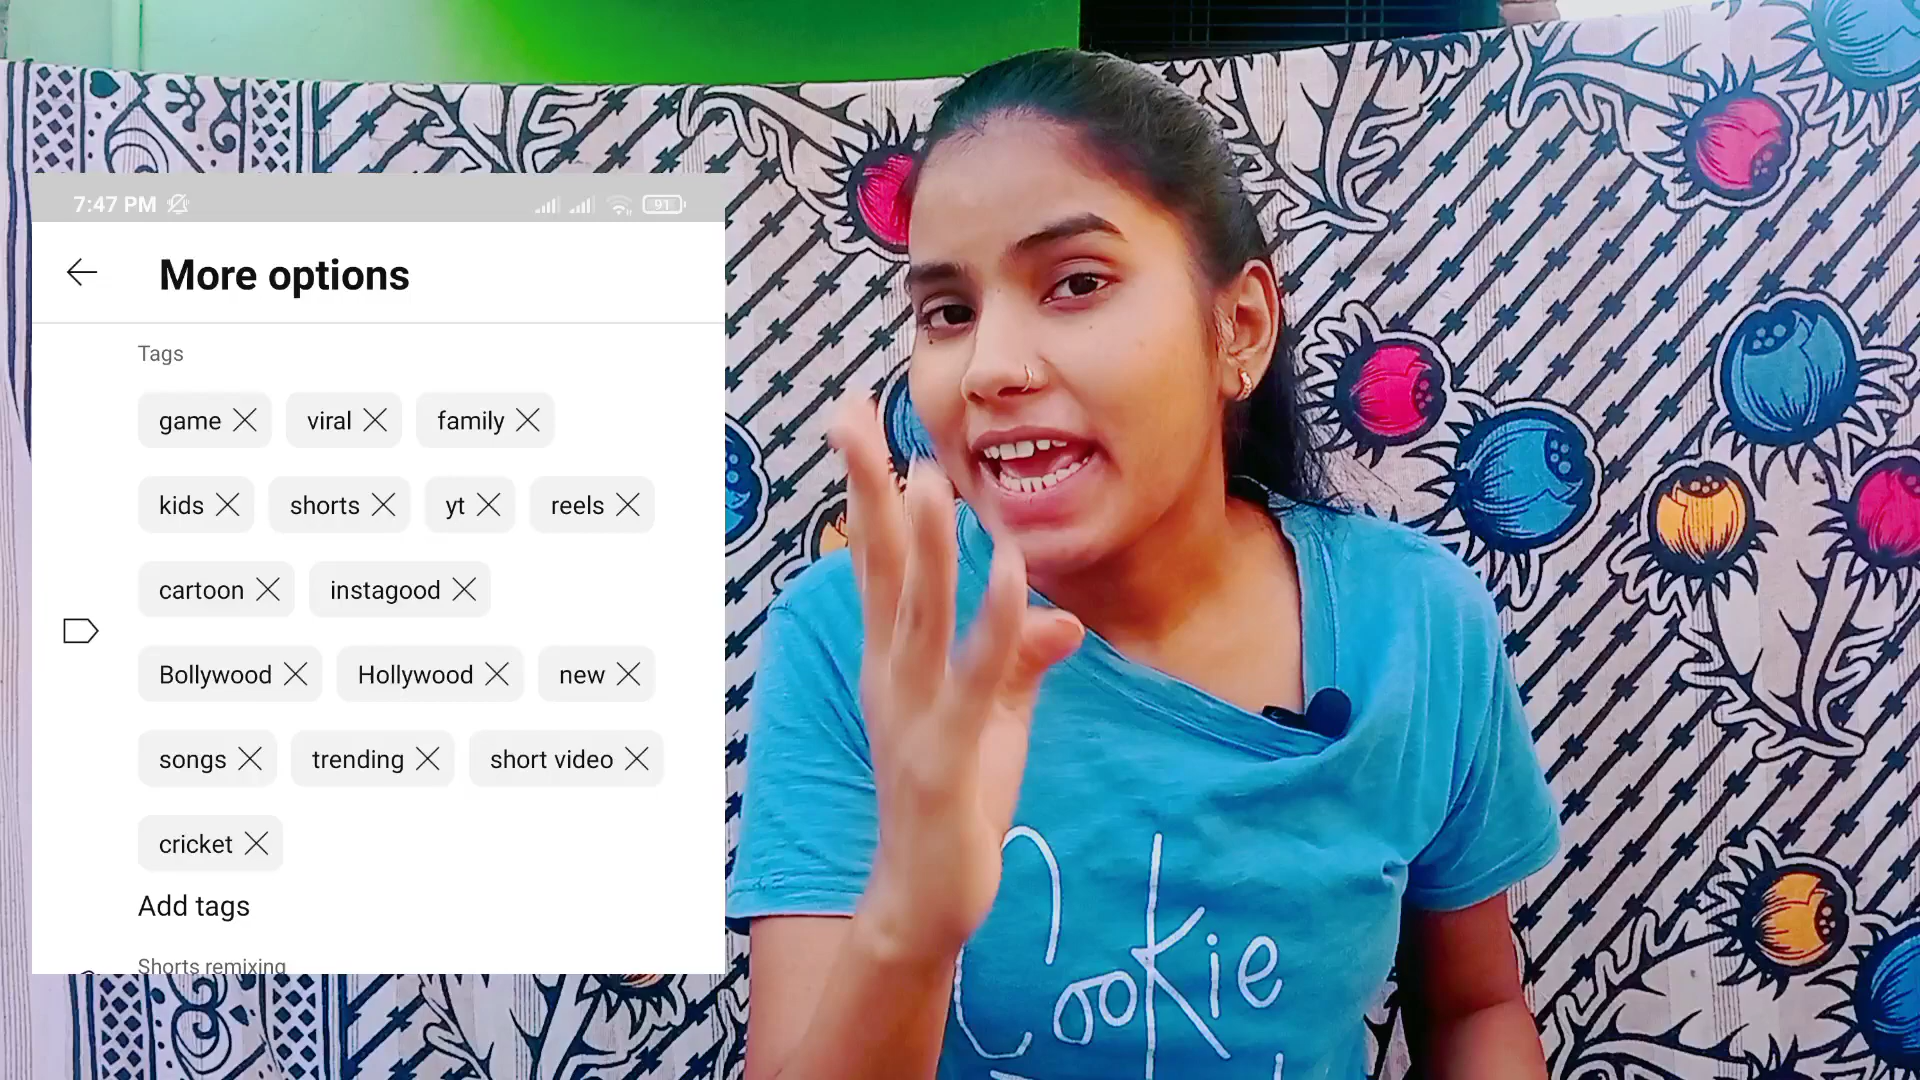 7:47 PM
91
More options
Tags
game viral family
kids shorts yt reels
cartoon instagood
Bollywood Hollywood new
songs trending short video
cricket
Add tags
Shorts remixing
Cookie